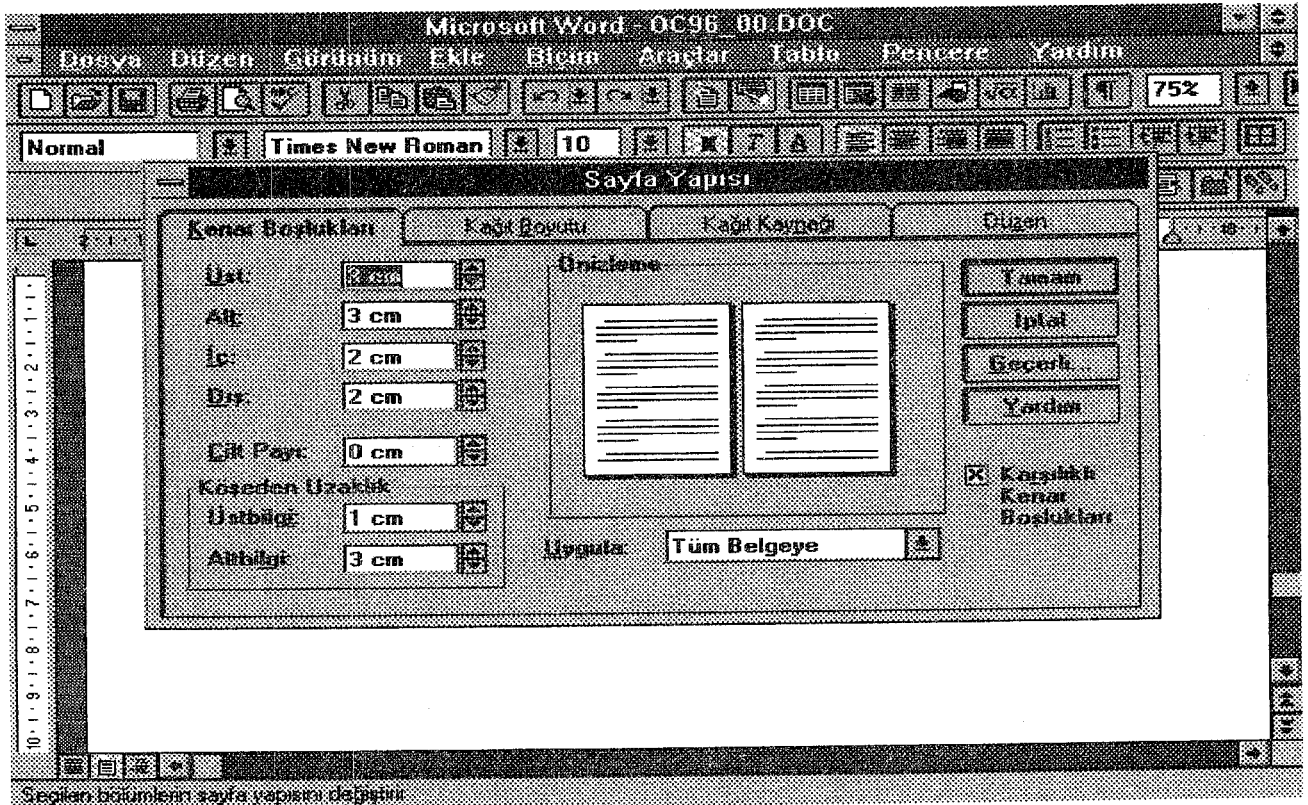 Microsoft Word - OC96_00.DOC
Dosya Düzen Görünüm Ekle Biçim Araçlar Tablo Pencere Yardım
75%
Normal Times New Roman 10
Sayfa Yapısı
Kenar Boşlukları Kağıt Boyutu Kağıt Kaynağı Düzen
Üst: 2 cm
Alt: 3 cm
İç: 2 cm
Dış: 2 cm
Cilt Payı: 0 cm
Köşeden Uzaklık
Üstbilgi: 1 cm
Altbilgi: 3 cm
Önizleme
Uygula: Tüm Belgeye
Tamam
İptal
Geçerli...
Yardım
Karşılıklı
Kenar
Boşlukları
Seçilen bölümlerin sayfa yapısını değiştirir